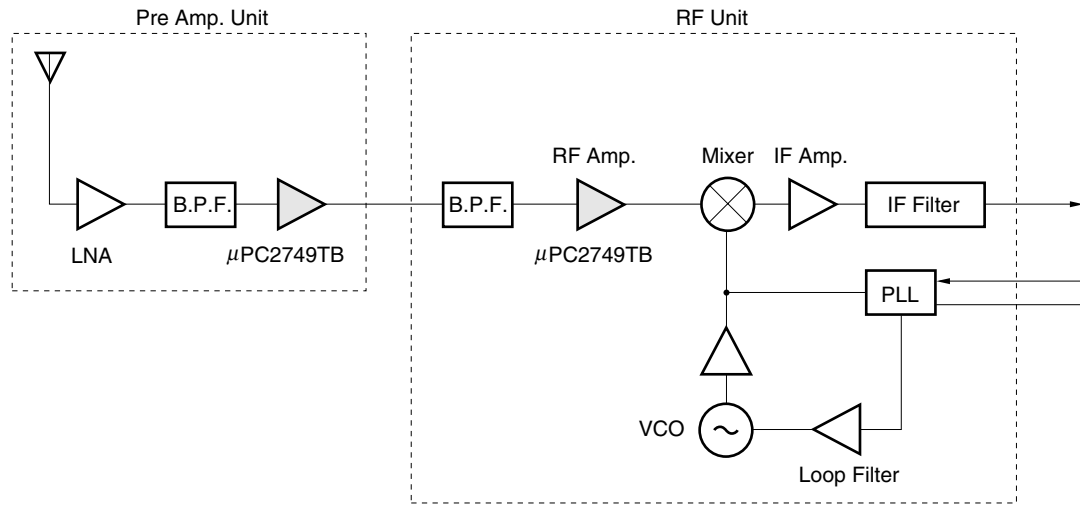 Pre Amp. Unit
RF Unit
RF Amp.
Mixer
IF Amp.
B.P.F.
B.P.F.
IF Filter
LNA
μPC2749TB
μPC2749TB
PLL
VCO
Loop Filter